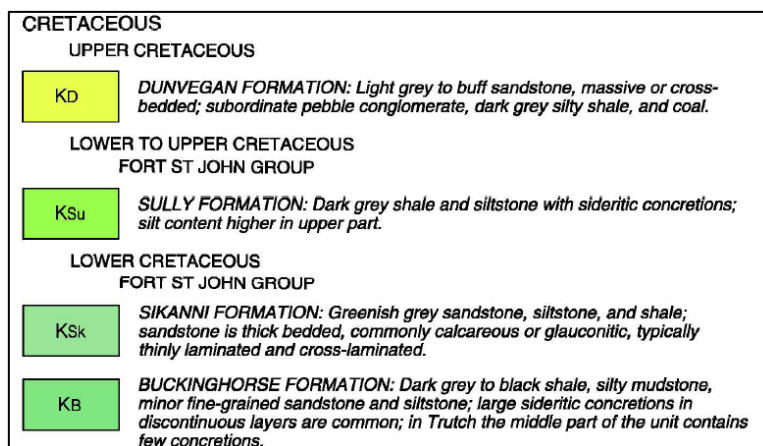 CRETACEOUS
UPPER CRETACEOUS
KD
DUNVEGAN FORMATION: Light grey to buff sandstone, massive or cross-
bedded; subordinate pebble conglomerate, dark grey silty shale, and coal.
LOWER TO UPPER CRETACEOUS
FORT ST JOHN GROUP
KSu
SULLY FORMATION: Dark grey shale and siltstone with sideritic concretions;
silt content higher in upper part.
LOWER CRETACEOUS
FORT ST JOHN GROUP
KSk
SIKANNI FORMATION: Greenish grey sandstone, siltstone, and shale;
sandstone is thick bedded, commonly calcareous or glauconitic, typically
thinly laminated and cross-laminated.
KB
BUCKINGHORSE FORMATION: Dark grey to black shale, silty mudstone,
minor fine-grained sandstone and siltstone; large sideritic concretions in
discontinuous layers are common; in Trutch the middle part of the unit contains
few concretions.